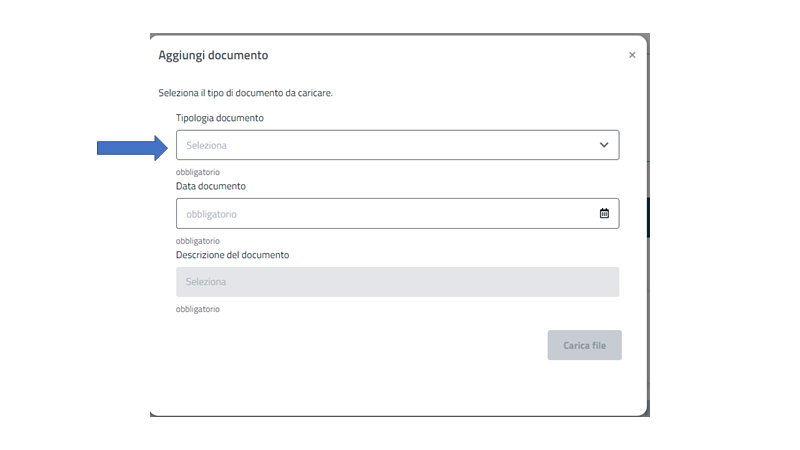 Aggiungi documento
×
Seleziona il tipo di documento da caricare.
Tipologia documento
Seleziona
obbligatorio
Data documento
obbligatorio
obbligatorio
Descrizione del documento
Seleziona
obbligatorio
Carica file